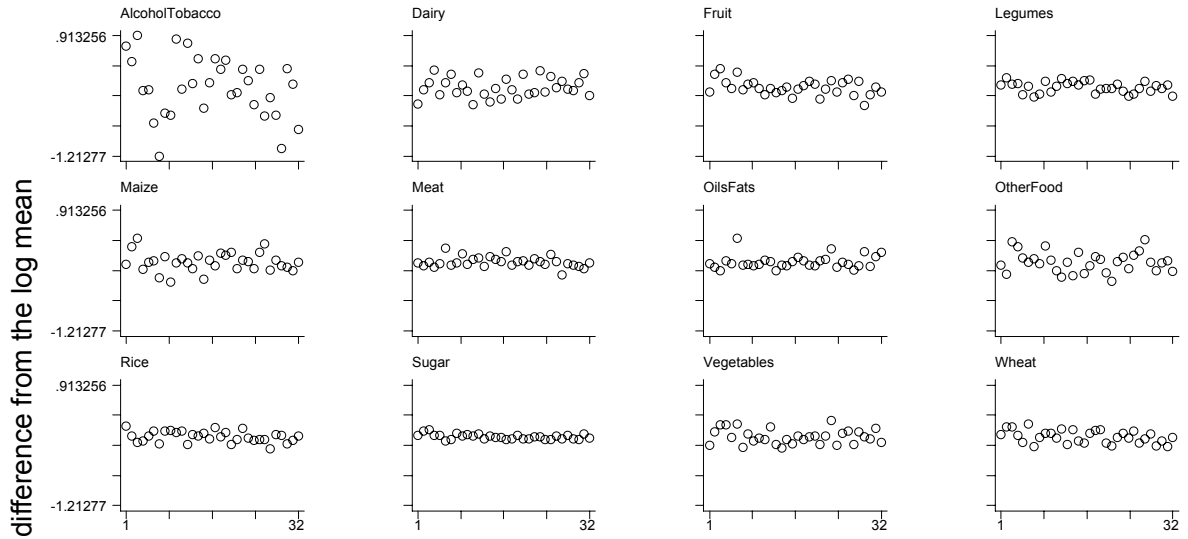 AlcoholTobacco Dairy Fruit Legumes
.913256
-1.21277
Maize Meat OilsFats OtherFood
.913256
-1.21277
Rice Sugar Vegetables Wheat
.913256
-1.21277
1 32 1 32 1 32 1 32
difference from the log mean